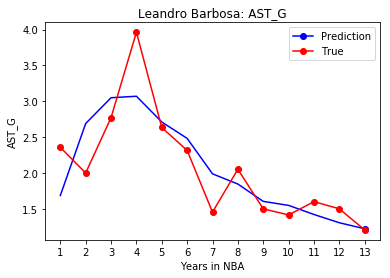 Leandro Barbosa: AST_G
Prediction
True
AST_G
4.0
3.5
3.0
2.5
2.0
1.5
1 2 3 4 5 6 7 8 9 10 11 12 13
Years in NBA